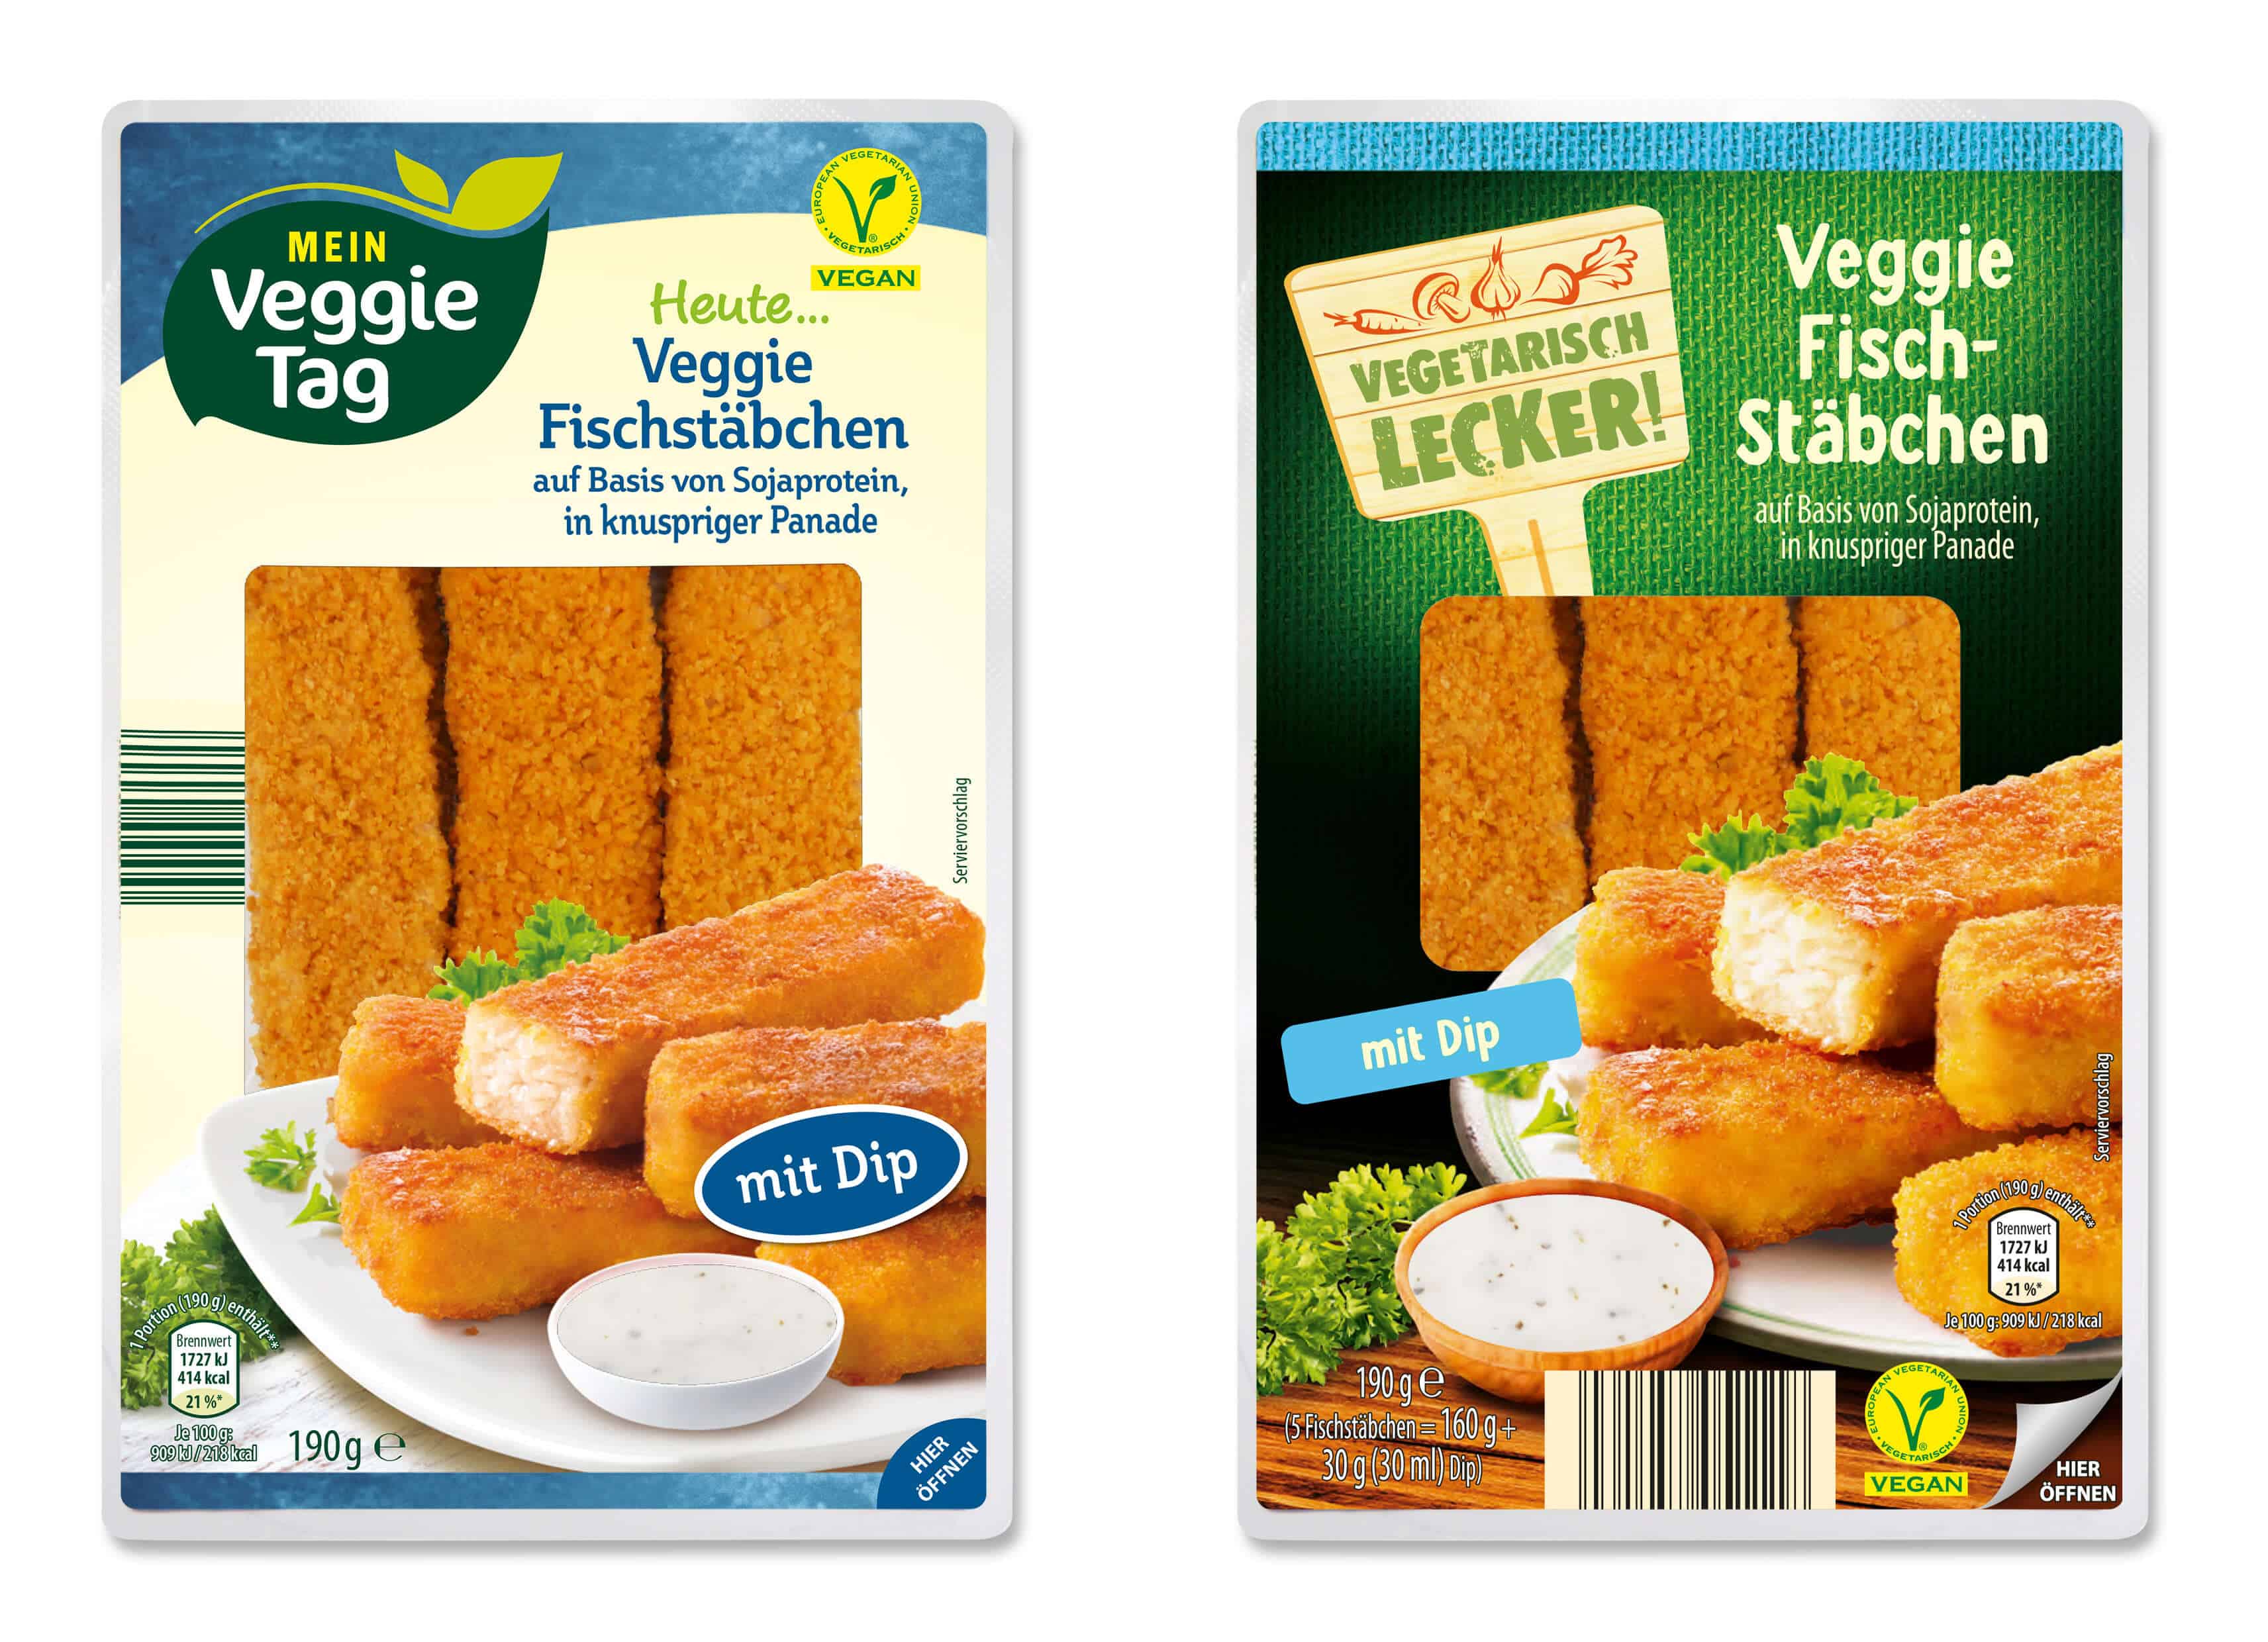 MEIN
Veggie
Tag
EUROPEAN VEGETARIAN UNION
VEGETARISCH
®
VEGAN
Heute...
Veggie
Fischstäbchen
auf Basis von Sojaprotein,
in knuspriger Panade
Serviervorschlag
mit Dip
1 Portion (190 g) enthält**
Brennwert
1727 kJ
414 kcal
21 %*
Je 100 g:
909 kJ / 218 kcal
190 g ℮
HIER
ÖFFNEN
VEGETARISCH
LECKER!
Veggie
Fisch-
Stäbchen
auf Basis von Sojaprotein,
in knuspriger Panade
mit Dip
Serviervorschlag
1 Portion (190 g) enthält**
Brennwert
1727 kJ
414 kcal
21 %*
Je 100 g: 909 kJ / 218 kcal
190 g ℮
(5 Fischstäbchen = 160 g +
30 g (30 ml) Dip)
EUROPEAN VEGETARIAN UNION
VEGETARISCH
®
VEGAN
HIER
ÖFFNEN